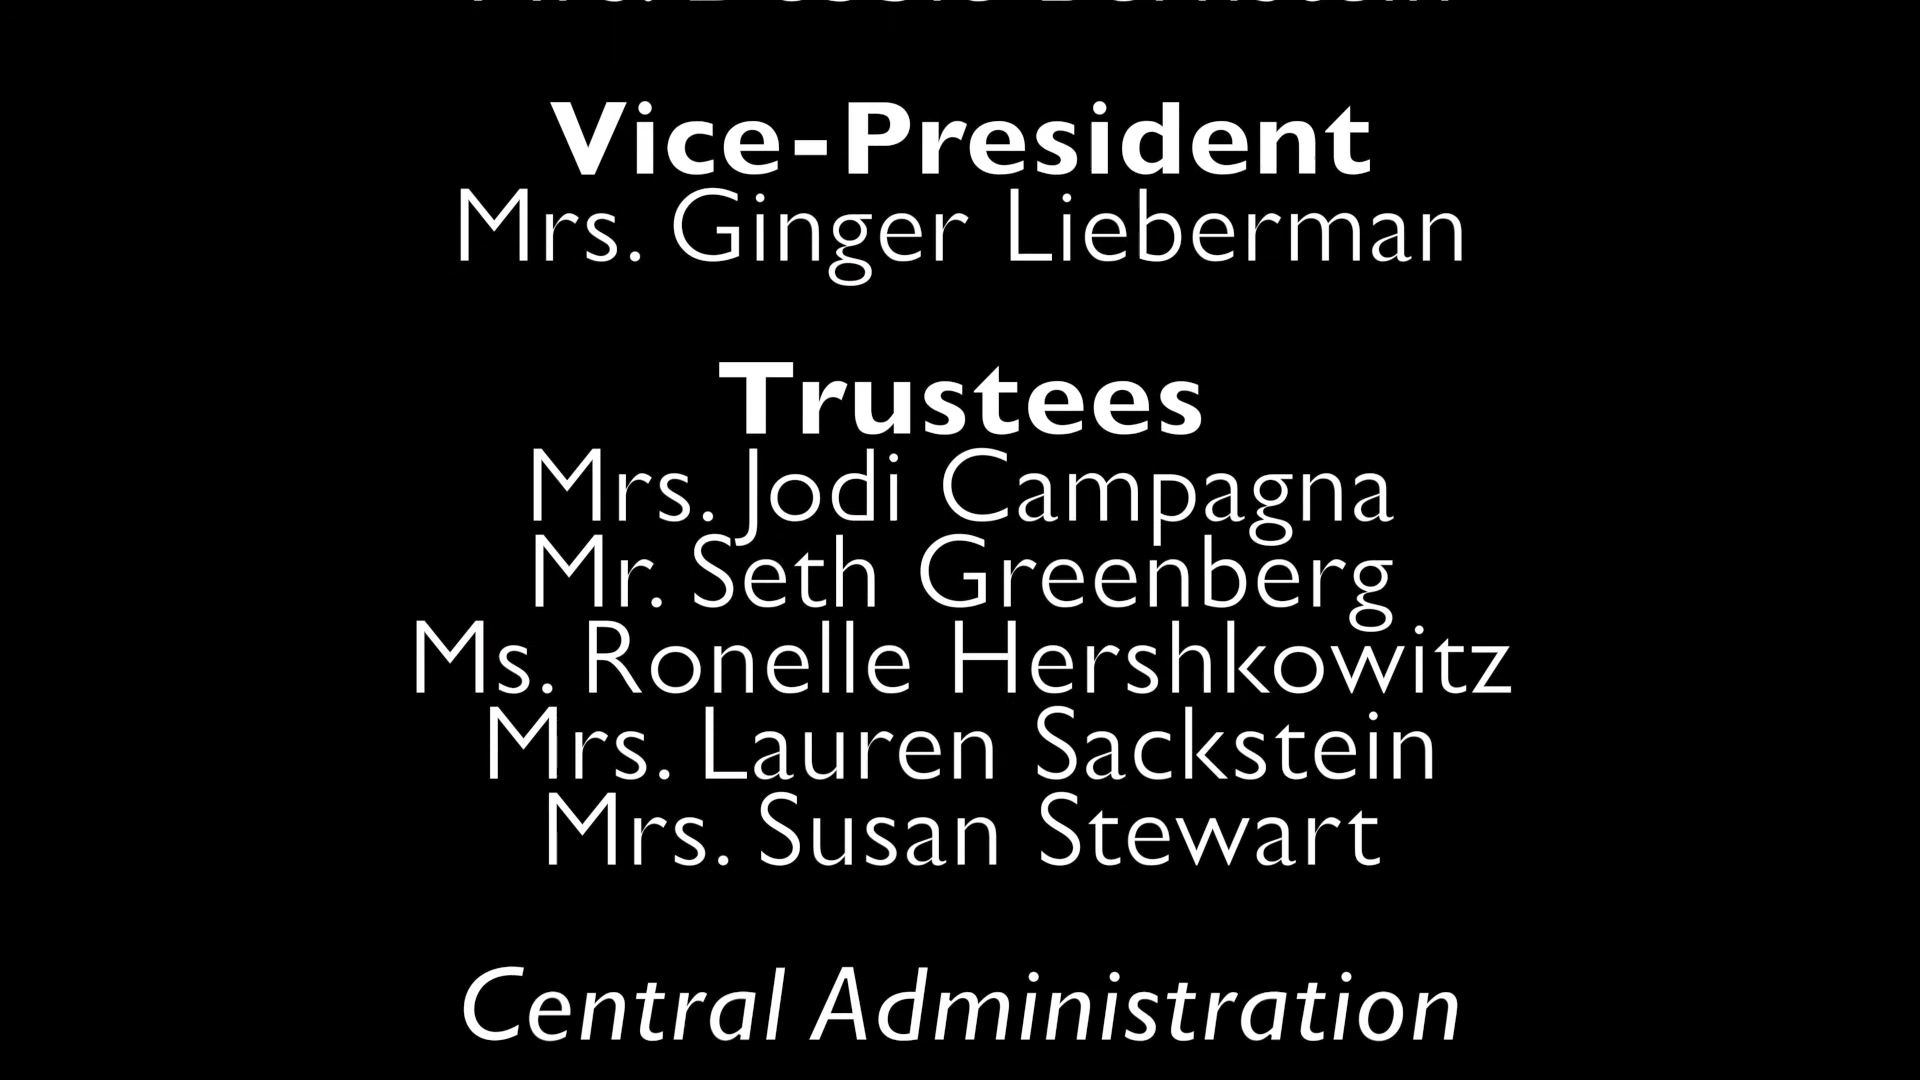 Vice-President
Mrs. Ginger Lieberman
Trustees
Mrs. Jodi Campagna
Mr. Seth Greenberg
Ms. Ronelle Hershkowitz
Mrs. Lauren Sackstein
Mrs. Susan Stewart
Central Administration